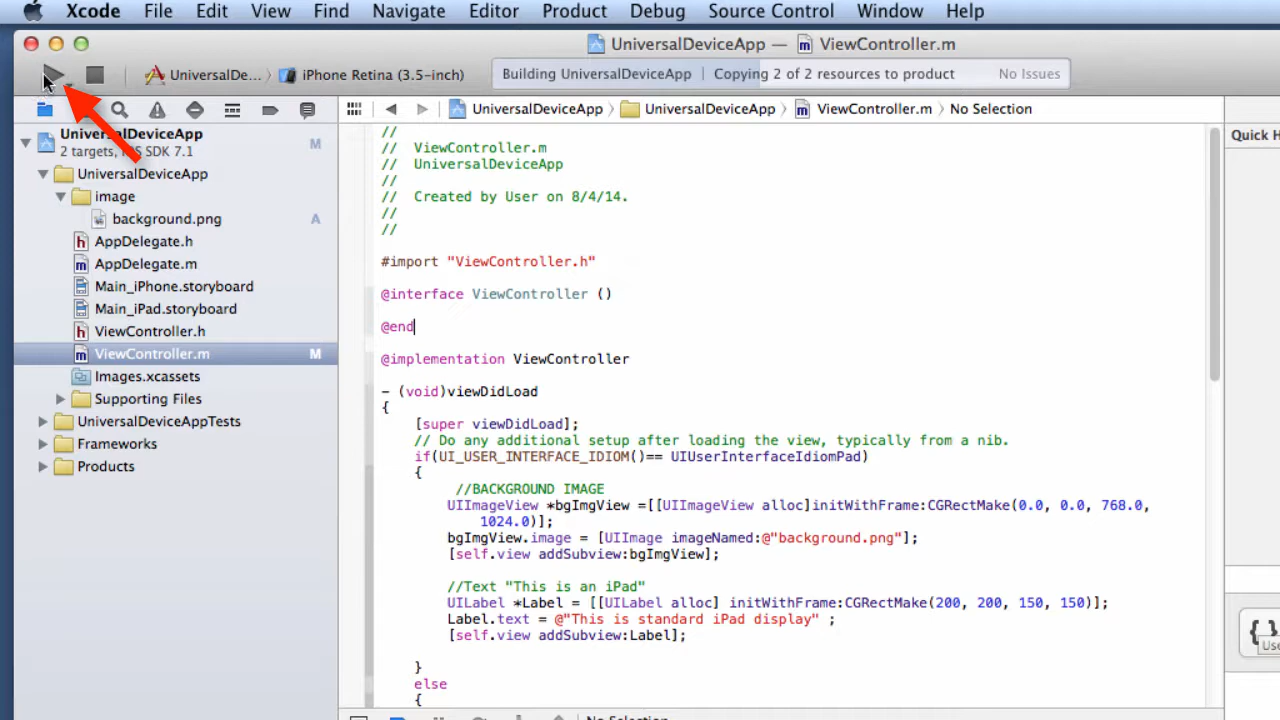 Xcode File Edit View Find Navigate Editor Product Debug Source Control Window Help
UniversalDeviceApp — ViewController.m
UniversalDe... 〉 iPhone Retina (3.5-inch)
Building UniversalDeviceApp | Copying 2 of 2 resources to product No Issues
UniversalDeviceApp 〉 UniversalDeviceApp 〉 ViewController.m 〉 No Selection
Quick H
UniversalDeviceApp M
2 targets, iOS SDK 7.1
UniversalDeviceApp
image
background.png A
AppDelegate.h
AppDelegate.m
Main_iPhone.storyboard
Main_iPad.storyboard
ViewController.h
ViewController.m M
Images.xcassets
Supporting Files
UniversalDeviceAppTests
Frameworks
Products
//
// ViewController.m
// UniversalDeviceApp
//
// Created by User on 8/4/14.
//
//
#import "ViewController.h"
@interface ViewController ()
@end
@implementation ViewController
- (void)viewDidLoad
{
[super viewDidLoad];
// Do any additional setup after loading the view, typically from a nib.
if(UI_USER_INTERFACE_IDIOM()== UIUserInterfaceIdiomPad)
{
//BACKGROUND IMAGE
UIImageView *bgImgView =[[UIImageView alloc]initWithFrame:CGRectMake(0.0, 0.0, 768.0,
1024.0)];
bgImgView.image = [UIImage imageNamed:@"background.png"];
[self.view addSubview:bgImgView];
//Text "This is an iPad"
UILabel *Label = [[UILabel alloc] initWithFrame:CGRectMake(200, 200, 150, 150)];
Label.text = @"This is standard iPad display" ;
[self.view addSubview:Label];
}
else
{
{ }
Use
No Selection